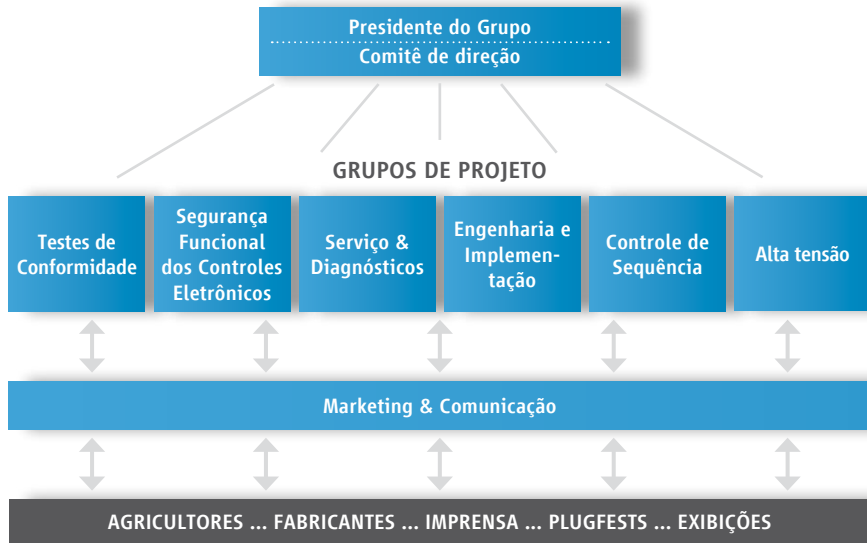 Presidente do Grupo
Comitê de direção
GRUPOS DE PROJETO
Testes de
Conformidade
Segurança
Funcional
dos Controles
Eletrônicos
Serviço &
Diagnósticos
Engenharia e
Implemen-
tação
Controle de
Sequência
Alta tensão
Marketing & Comunicação
AGRICULTORES ... FABRICANTES ... IMPRENSA ... PLUGFESTS ... EXIBIÇÕES